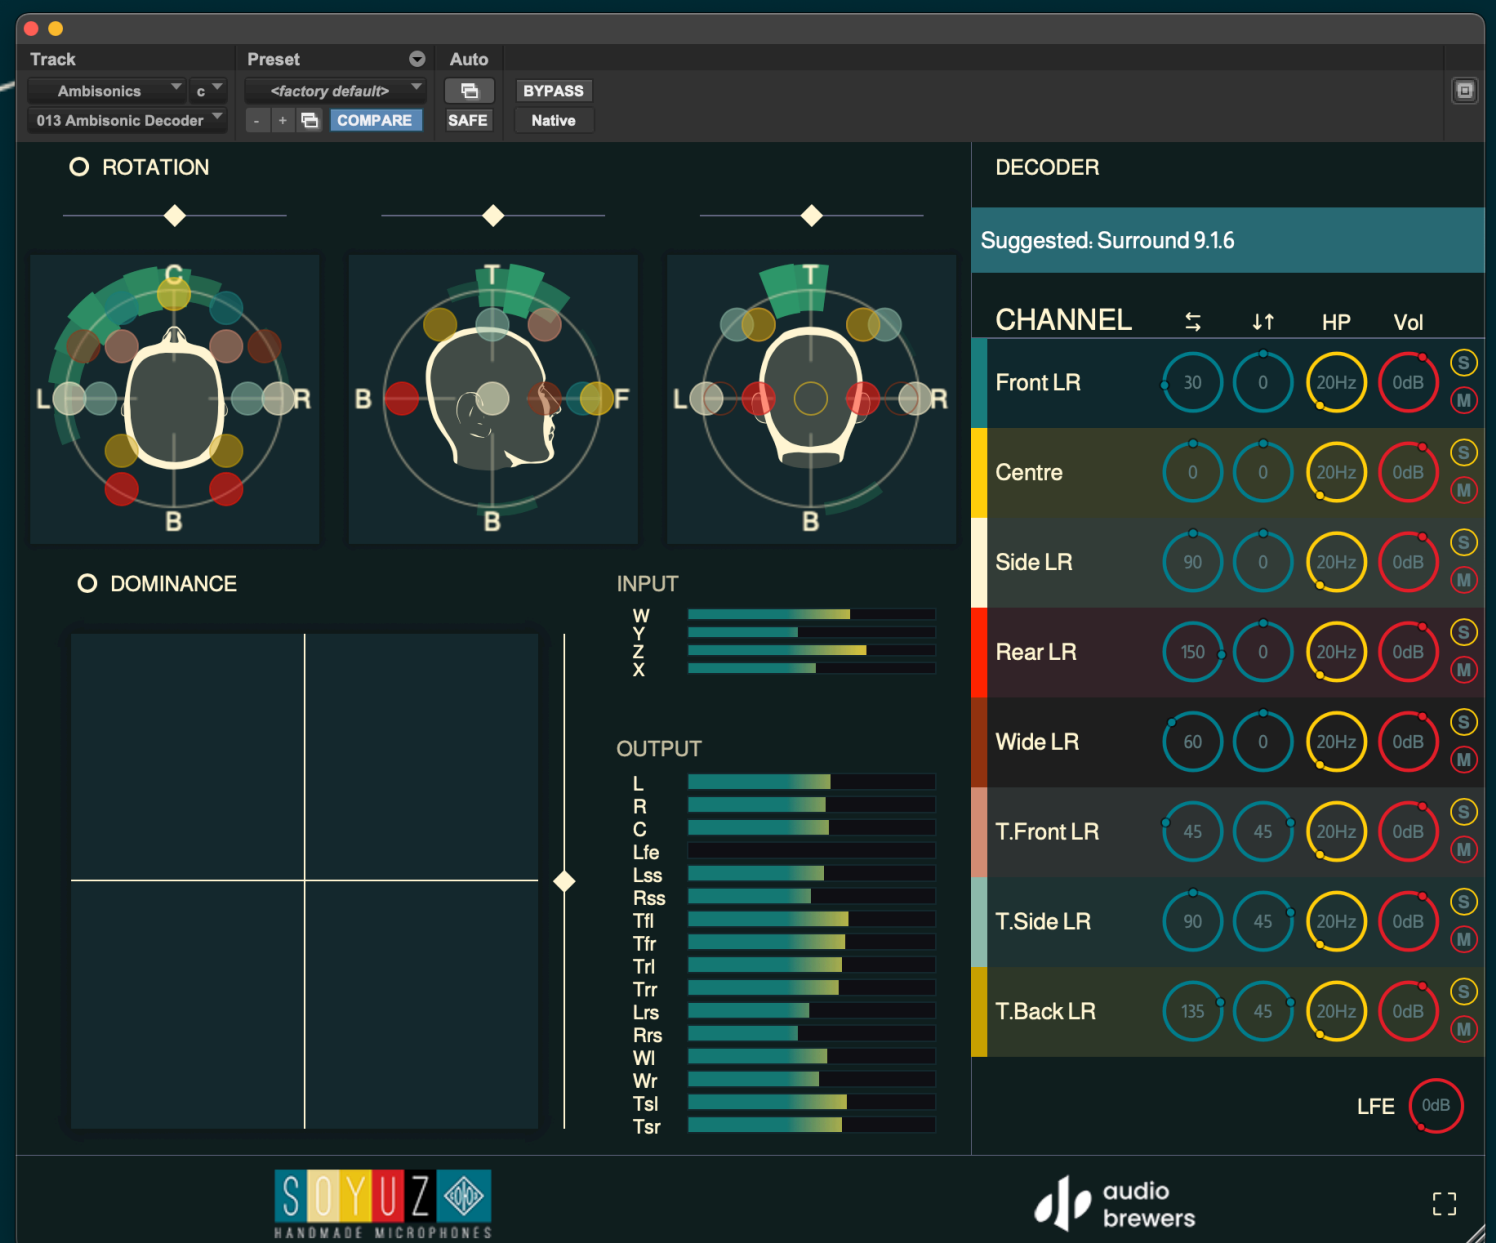 Track
Preset
Auto
Ambisonics
c
<factory default>
BYPASS
013 Ambisonic Decoder
- +
COMPARE
SAFE
Native
ROTATION
C
L
R
B
T
B
F
B
T
L
R
B
DECODER
Suggested: Surround 9.1.6
CHANNEL ⇆ ↓↑ HP Vol
Front LR 30 0 20Hz 0dB S M
Centre 0 0 20Hz 0dB S M
Side LR 90 0 20Hz 0dB S M
Rear LR 150 0 20Hz 0dB S M
Wide LR 60 0 20Hz 0dB S M
T.Front LR 45 45 20Hz 0dB S M
T.Side LR 90 45 20Hz 0dB S M
T.Back LR 135 45 20Hz 0dB S M
LFE 0dB
DOMINANCE
INPUT
W
Y
Z
X
OUTPUT
L
R
C
Lfe
Lss
Rss
Tfl
Tfr
Trl
Trr
Lrs
Rrs
Wl
Wr
Tsl
Tsr
SOYUZ
HANDMADE MICROPHONES
audio
brewers